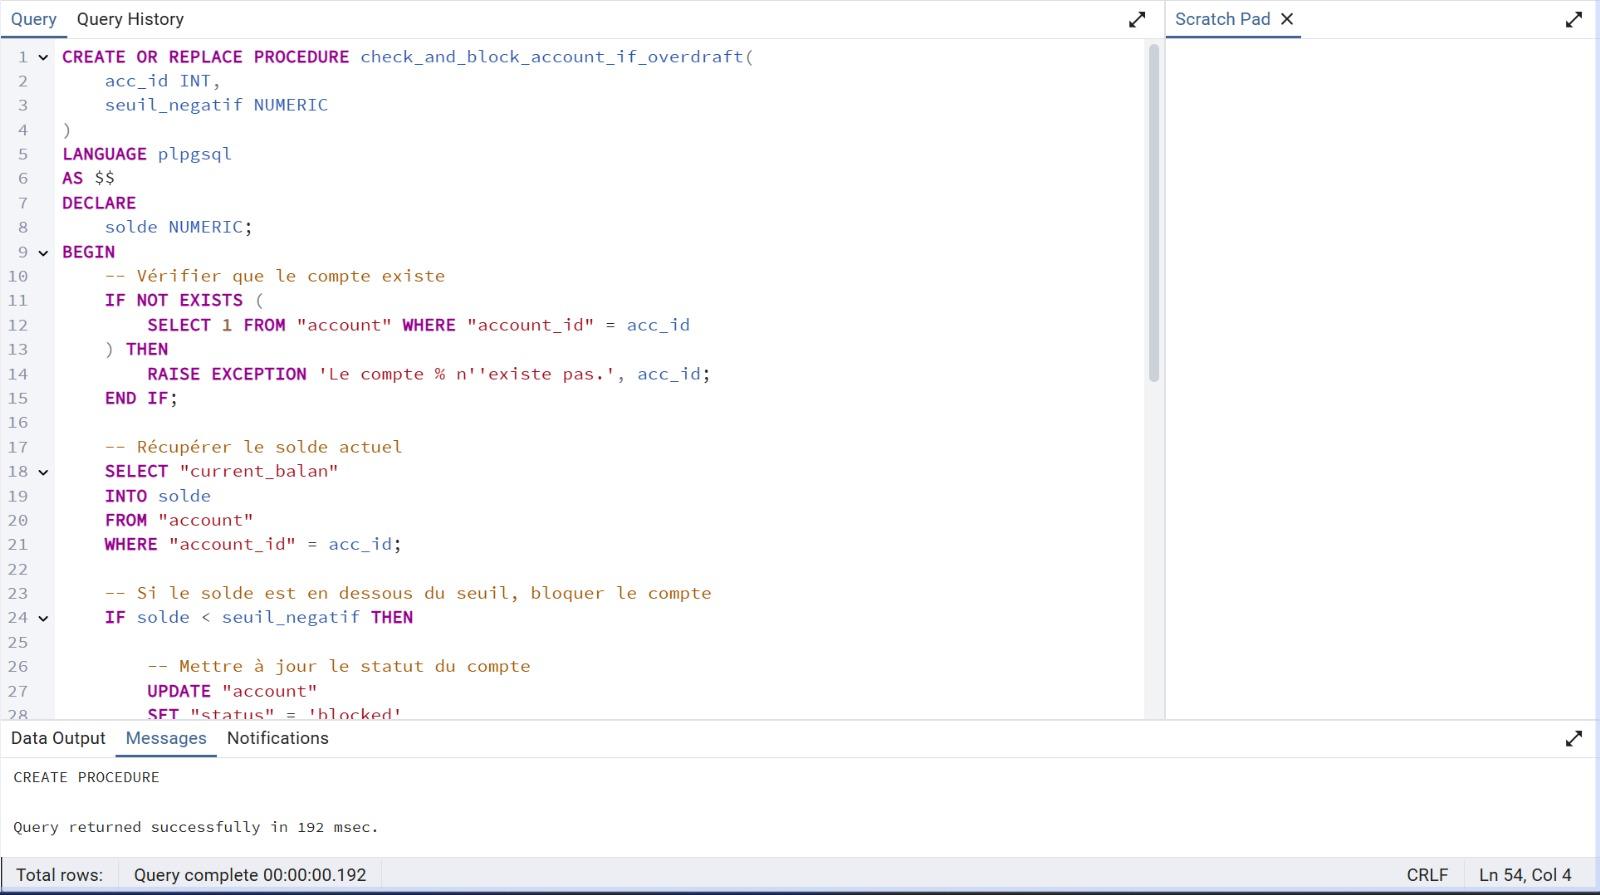 Query Query History
Scratch Pad
1 CREATE OR REPLACE PROCEDURE check_and_block_account_if_overdraft(
2 acc_id INT,
3 seuil_negatif NUMERIC
4 )
5 LANGUAGE plpgsql
6 AS $$
7 DECLARE
8 solde NUMERIC;
9 BEGIN
10 -- Vérifier que le compte existe
11 IF NOT EXISTS (
12 SELECT 1 FROM "account" WHERE "account_id" = acc_id
13 ) THEN
14 RAISE EXCEPTION 'Le compte % n''existe pas.', acc_id;
15 END IF;
16
17 -- Récupérer le solde actuel
18 SELECT "current_balan"
19 INTO solde
20 FROM "account"
21 WHERE "account_id" = acc_id;
22
23 -- Si le solde est en dessous du seuil, bloquer le compte
24 IF solde < seuil_negatif THEN
25
26 -- Mettre à jour le statut du compte
27 UPDATE "account"
28 SET "status" = 'blocked'
Data Output Messages Notifications
CREATE PROCEDURE
Query returned successfully in 192 msec.
Total rows: Query complete 00:00:00.192 CRLF Ln 54, Col 4